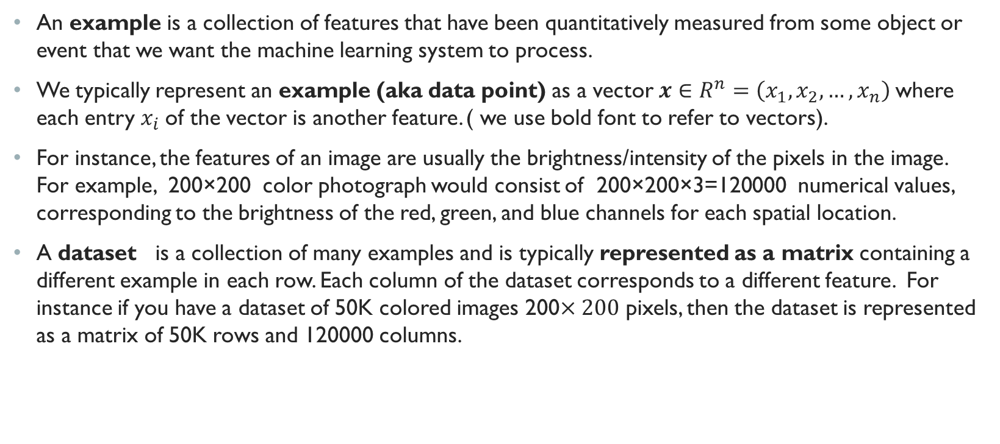 • An example is a collection of features that have been quantitatively measured from some object or
event that we want the machine learning system to process.
• We typically represent an example (aka data point) as a vector 𝒙 ∈ 𝑅ⁿ = (𝑥₁, 𝑥₂, … , 𝑥ₙ) where
each entry 𝑥ᵢ of the vector is another feature. ( we use bold font to refer to vectors).
• For instance, the features of an image are usually the brightness/intensity of the pixels in the image.
For example, 200×200 color photograph would consist of 200×200×3=120000 numerical values,
corresponding to the brightness of the red, green, and blue channels for each spatial location.
• A dataset is a collection of many examples and is typically represented as a matrix containing a
different example in each row. Each column of the dataset corresponds to a different feature. For
instance if you have a dataset of 50K colored images 200× 200 pixels, then the dataset is represented
as a matrix of 50K rows and 120000 columns.